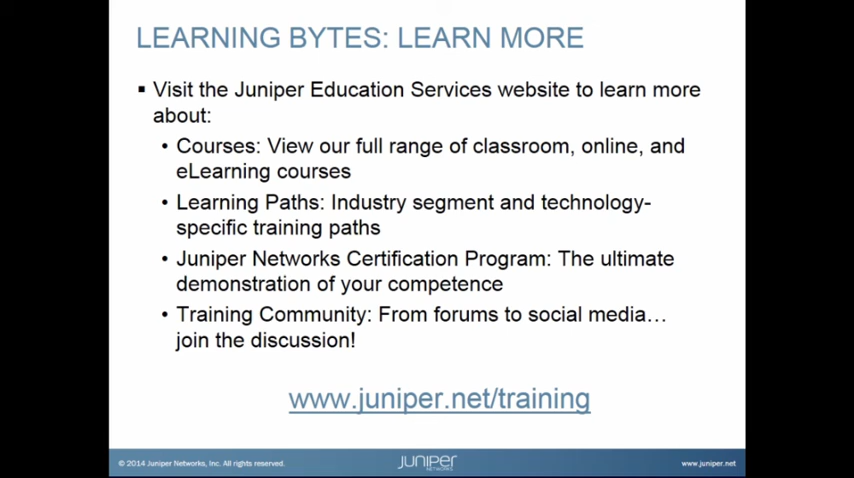 LEARNING BYTES: LEARN MORE
▪ Visit the Juniper Education Services website to learn more
about:
• Courses: View our full range of classroom, online, and
eLearning courses
• Learning Paths: Industry segment and technology-
specific training paths
• Juniper Networks Certification Program: The ultimate
demonstration of your competence
• Training Community: From forums to social media…
join the discussion!
www.juniper.net/training
© 2014 Juniper Networks, Inc. All rights reserved.
JUNIPER
NETWORKS
www.juniper.net